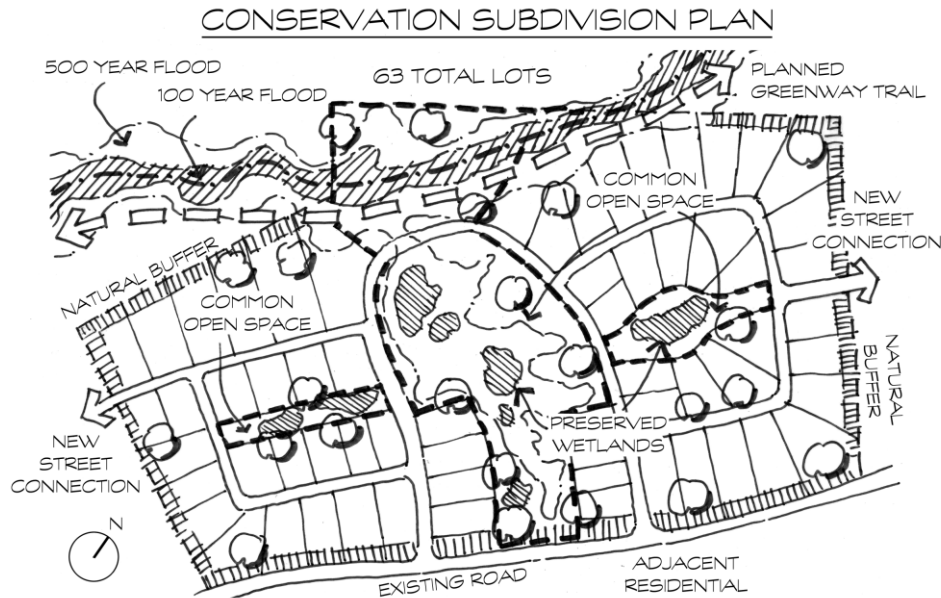 CONSERVATION SUBDIVISION PLAN
500 YEAR FLOOD
100 YEAR FLOOD
63 TOTAL LOTS
PLANNED
GREENWAY TRAIL
COMMON
OPEN SPACE
NEW
STREET
CONNECTION
NATURAL BUFFER
COMMON
OPEN SPACE
NATURAL
BUFFER
PRESERVED
WETLANDS
NEW
STREET
CONNECTION
N
EXISTING ROAD
ADJACENT
RESIDENTIAL